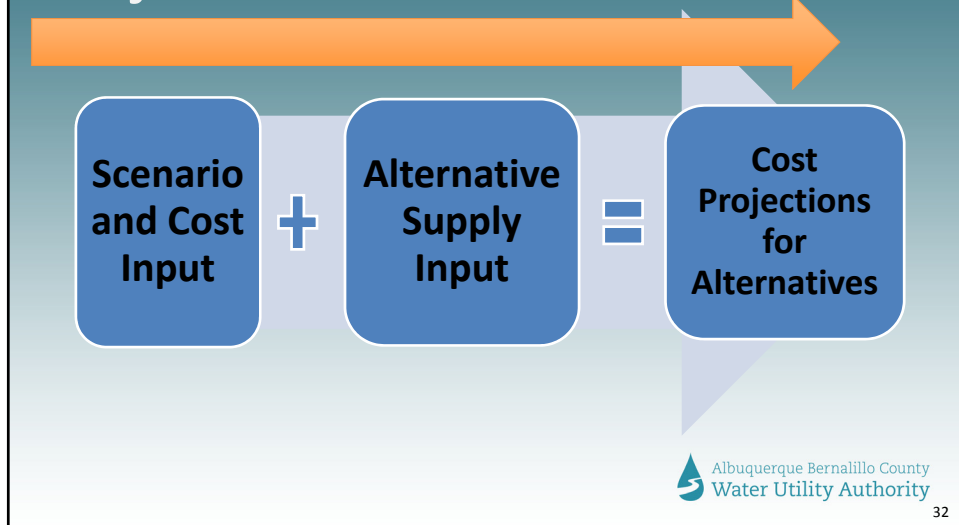 Scenario
and Cost
Input
+
Alternative
Supply
Input
=
Cost
Projections
for
Alternatives
Albuquerque Bernalillo County
Water Utility Authority
32